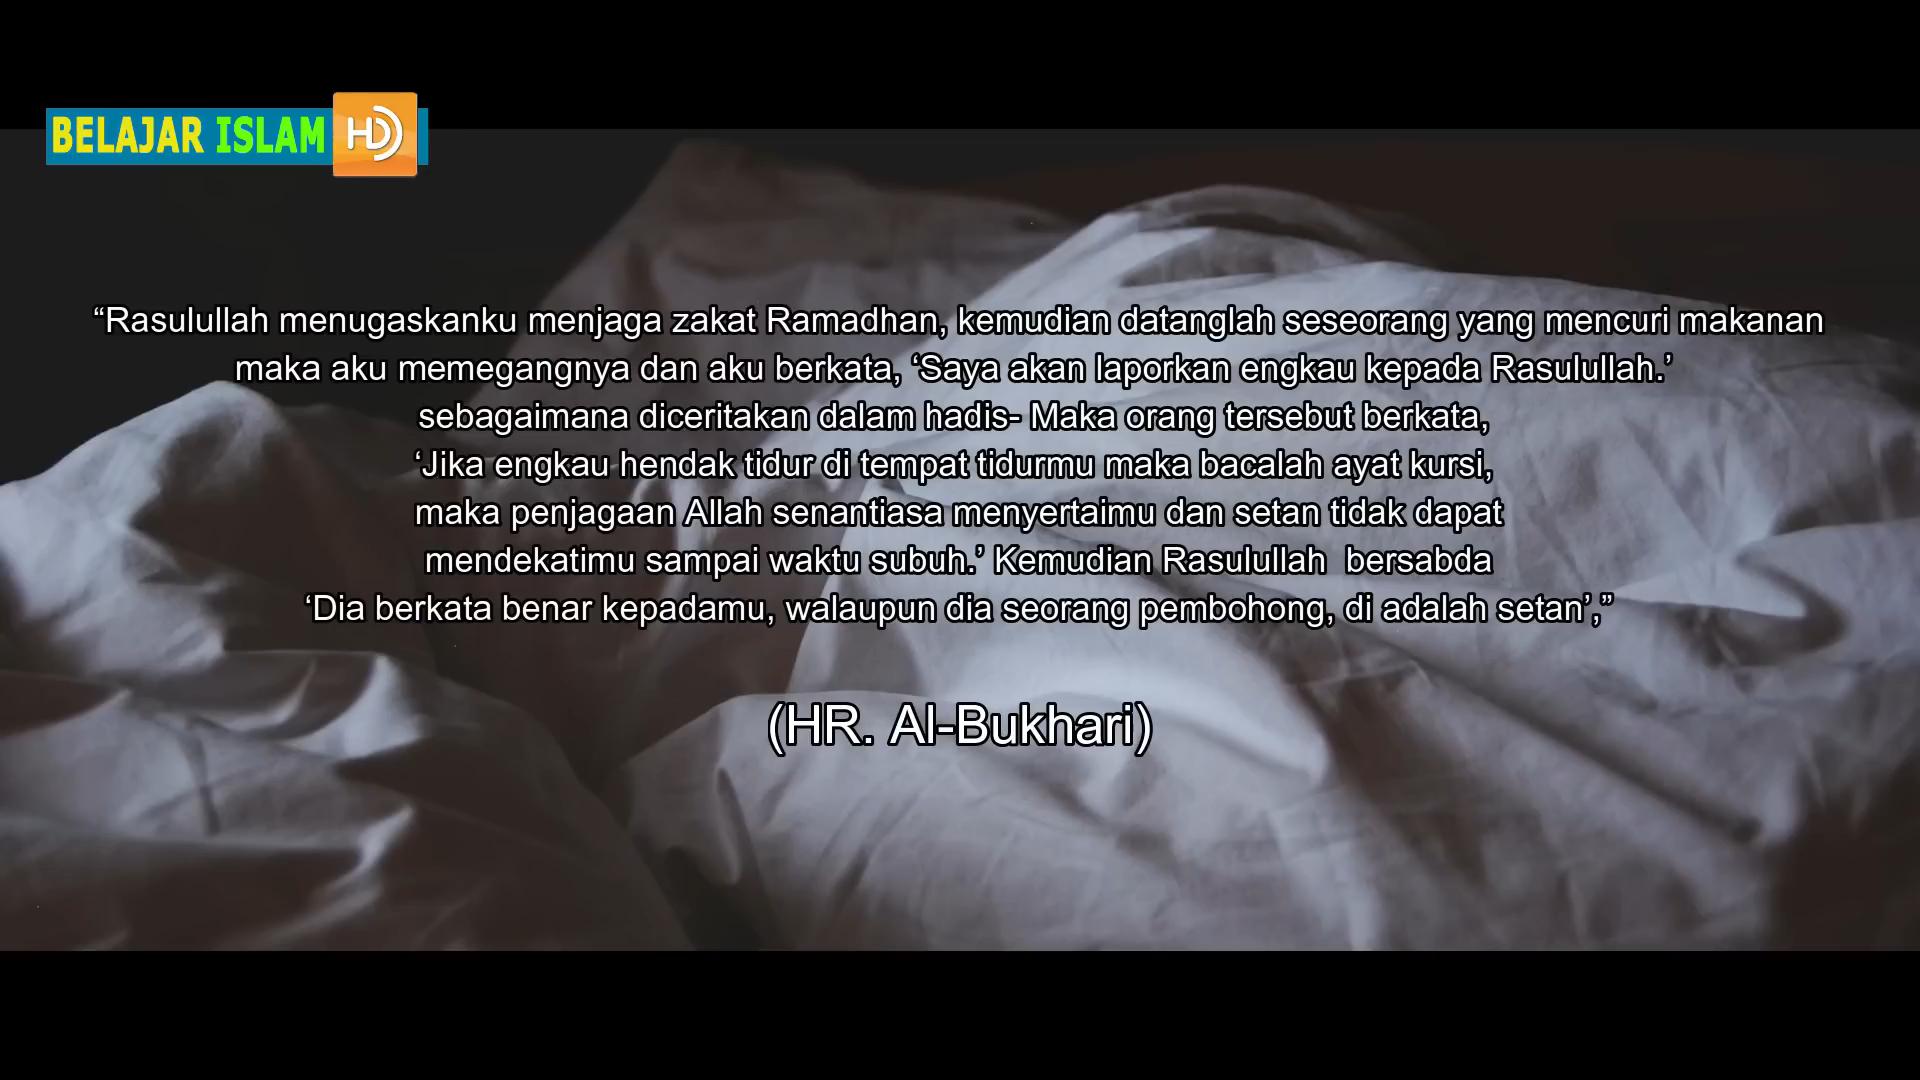 BELAJAR ISLAM HD
“Rasulullah menugaskanku menjaga zakat Ramadhan, kemudian datanglah seseorang yang mencuri makanan
maka aku memegangnya dan aku berkata, ‘Saya akan laporkan engkau kepada Rasulullah.’
sebagaimana diceritakan dalam hadis- Maka orang tersebut berkata,
‘Jika engkau hendak tidur di tempat tidurmu maka bacalah ayat kursi,
maka penjagaan Allah senantiasa menyertaimu dan setan tidak dapat
mendekatimu sampai waktu subuh.’ Kemudian Rasulullah  bersabda
‘Dia berkata benar kepadamu, walaupun dia seorang pembohong, di adalah setan’,”
(HR. Al-Bukhari)